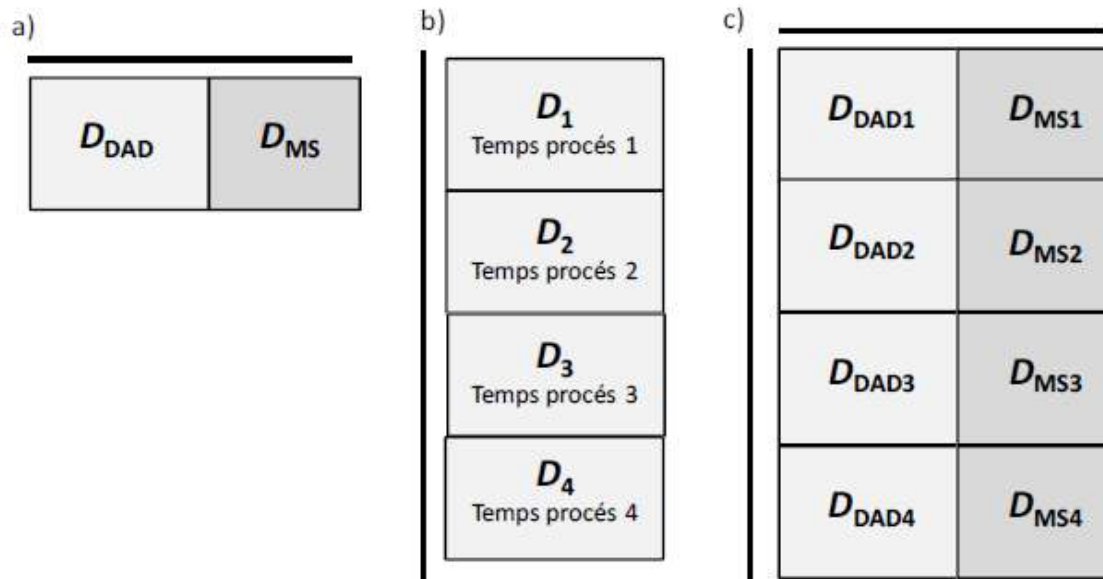 a)
D_DAD D_MS
b)
D_1
Temps procés 1
D_2
Temps procés 2
D_3
Temps procés 3
D_4
Temps procés 4
c)
D_DAD1 D_MS1
D_DAD2 D_MS2
D_DAD3 D_MS3
D_DAD4 D_MS4